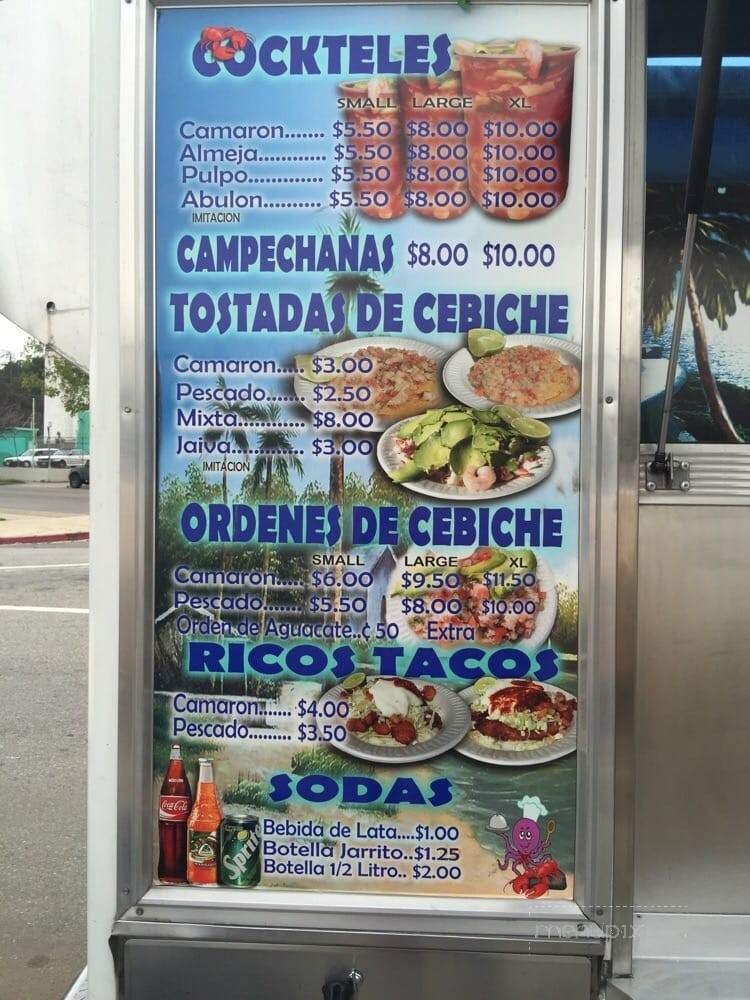 COCKTELES
SMALL LARGE XL
Camaron....... $5.50 $8.00 $10.00
Almeja............ $5.50 $8.00 $10.00
Pulpo............. $5.50 $8.00 $10.00
Abulon........... $5.50 $8.00 $10.00
IMITACION
CAMPECHANAS $8.00 $10.00
TOSTADAS DE CEBICHE
Camaron..... $3.00
Pescado....... $2.50
Mixta............ $8.00
Jaiva............. $3.00
IMITACION
ORDENES DE CEBICHE
SMALL LARGE XL
Camaron..... $6.00 $9.50 $11.50
Pescado....... $5.50 $8.00 $10.00
Orden de Aguacate..¢ 50 Extra
RICOS TACOS
Camaron....... $4.00
Pescado......... $3.50
SODAS
Coca-Cola
Sprite
Bebida de Lata....$1.00
Botella Jarrito..$1.25
Botella 1/2 Litro.. $2.00
menupix